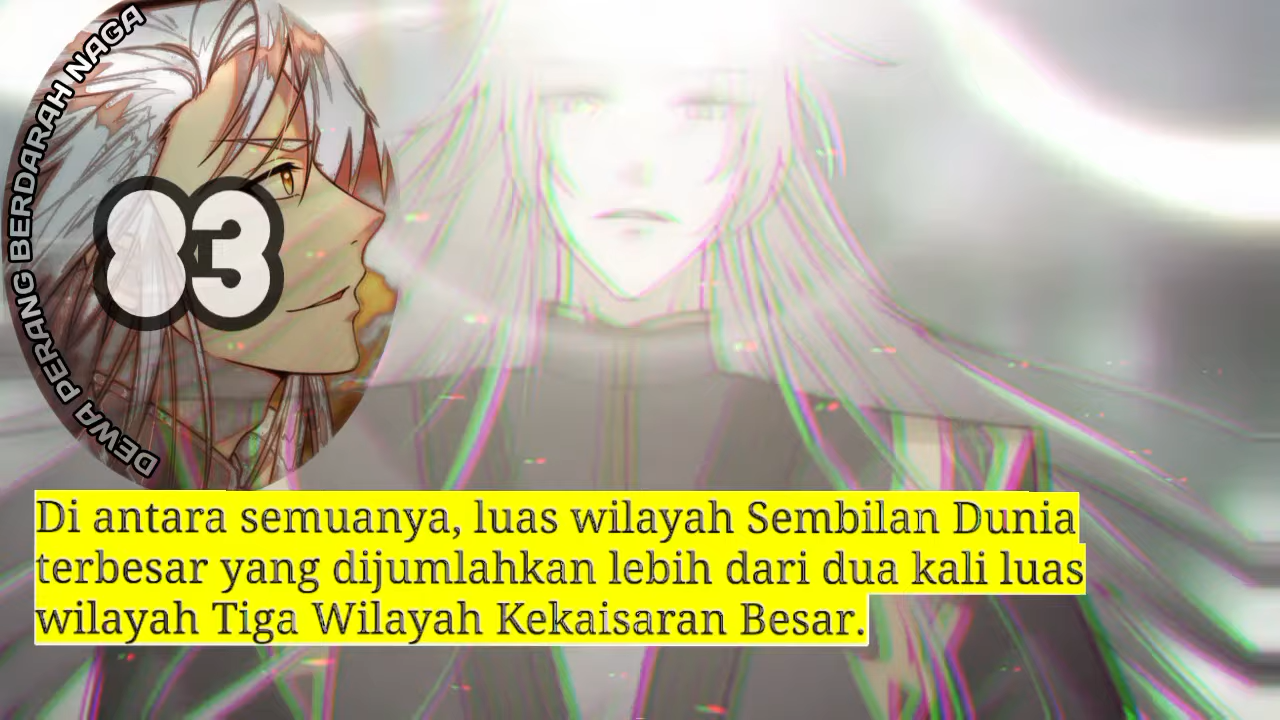 DEWA PERANG BERDARAH NAGA
83
Di antara semuanya, luas wilayah Sembilan Dunia
terbesar yang dijumlahkan lebih dari dua kali luas
wilayah Tiga Wilayah Kekaisaran Besar.